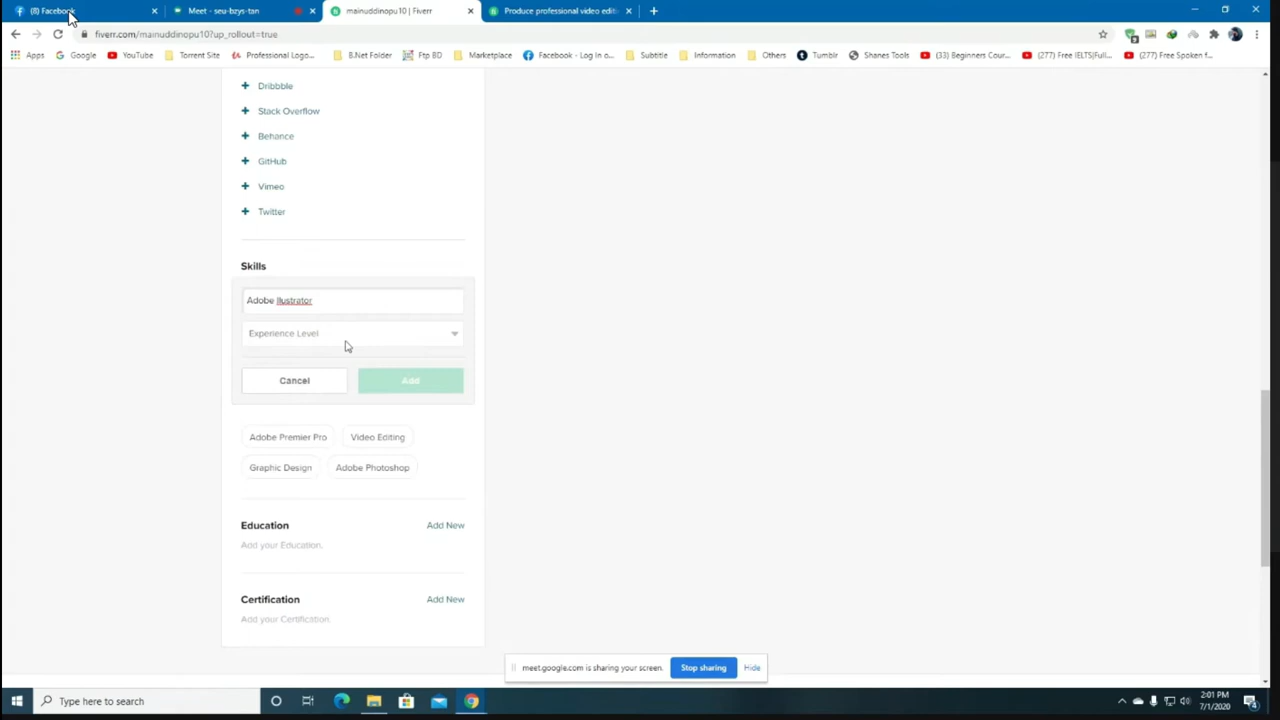 (8) Facebook
Meet - seu-bzys-tan
mainuddinopu10 | Fiverr
Produce professional video edit
fiverr.com/mainuddinopu10?up_rollout=true
Apps
Google
YouTube
Torrent Site
Professional Logo...
B.Net Folder
Ftp BD
Marketplace
Facebook - Log In o...
Subtitle
Information
Others
Tumblr
Shanes Tools
(33) Beginners Cour...
(277) Free IELTS|Full...
(277) Free Spoken f...
Dribbble
Stack Overflow
Behance
GitHub
Vimeo
Twitter
Skills
Adobe
Experience Level
Cancel
Add
Adobe Premier Pro
Video Editing
Graphic Design
Adobe Photoshop
Education
Add New
Add your Education.
Certification
Add New
Add your Certification.
meet.google.com is sharing your screen.
Stop sharing
Hide
Type here to search
2:01 PM
7/1/2020